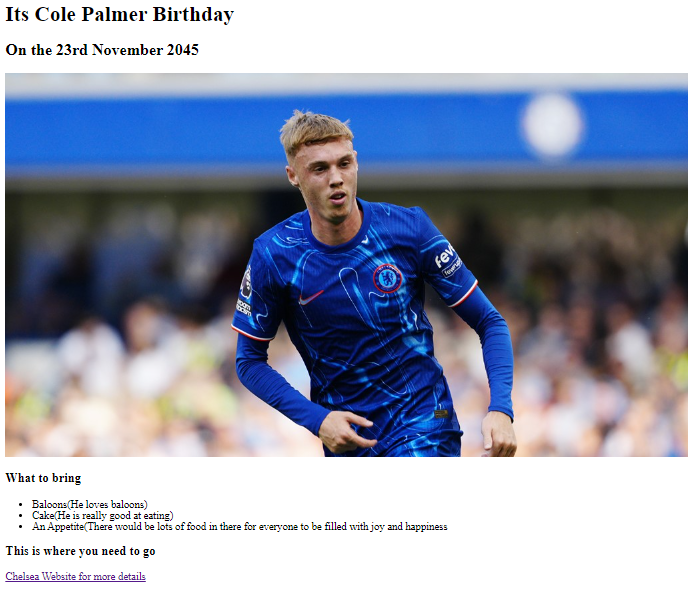 Its Cole Palmer Birthday
On the 23rd November 2045
What to bring
Baloons(He loves baloons)
Cake(He is really good at eating)
An Appetite(There would be lots of food in there for everyone to be filled with joy and happiness
This is where you need to go
Chelsea Website for more details